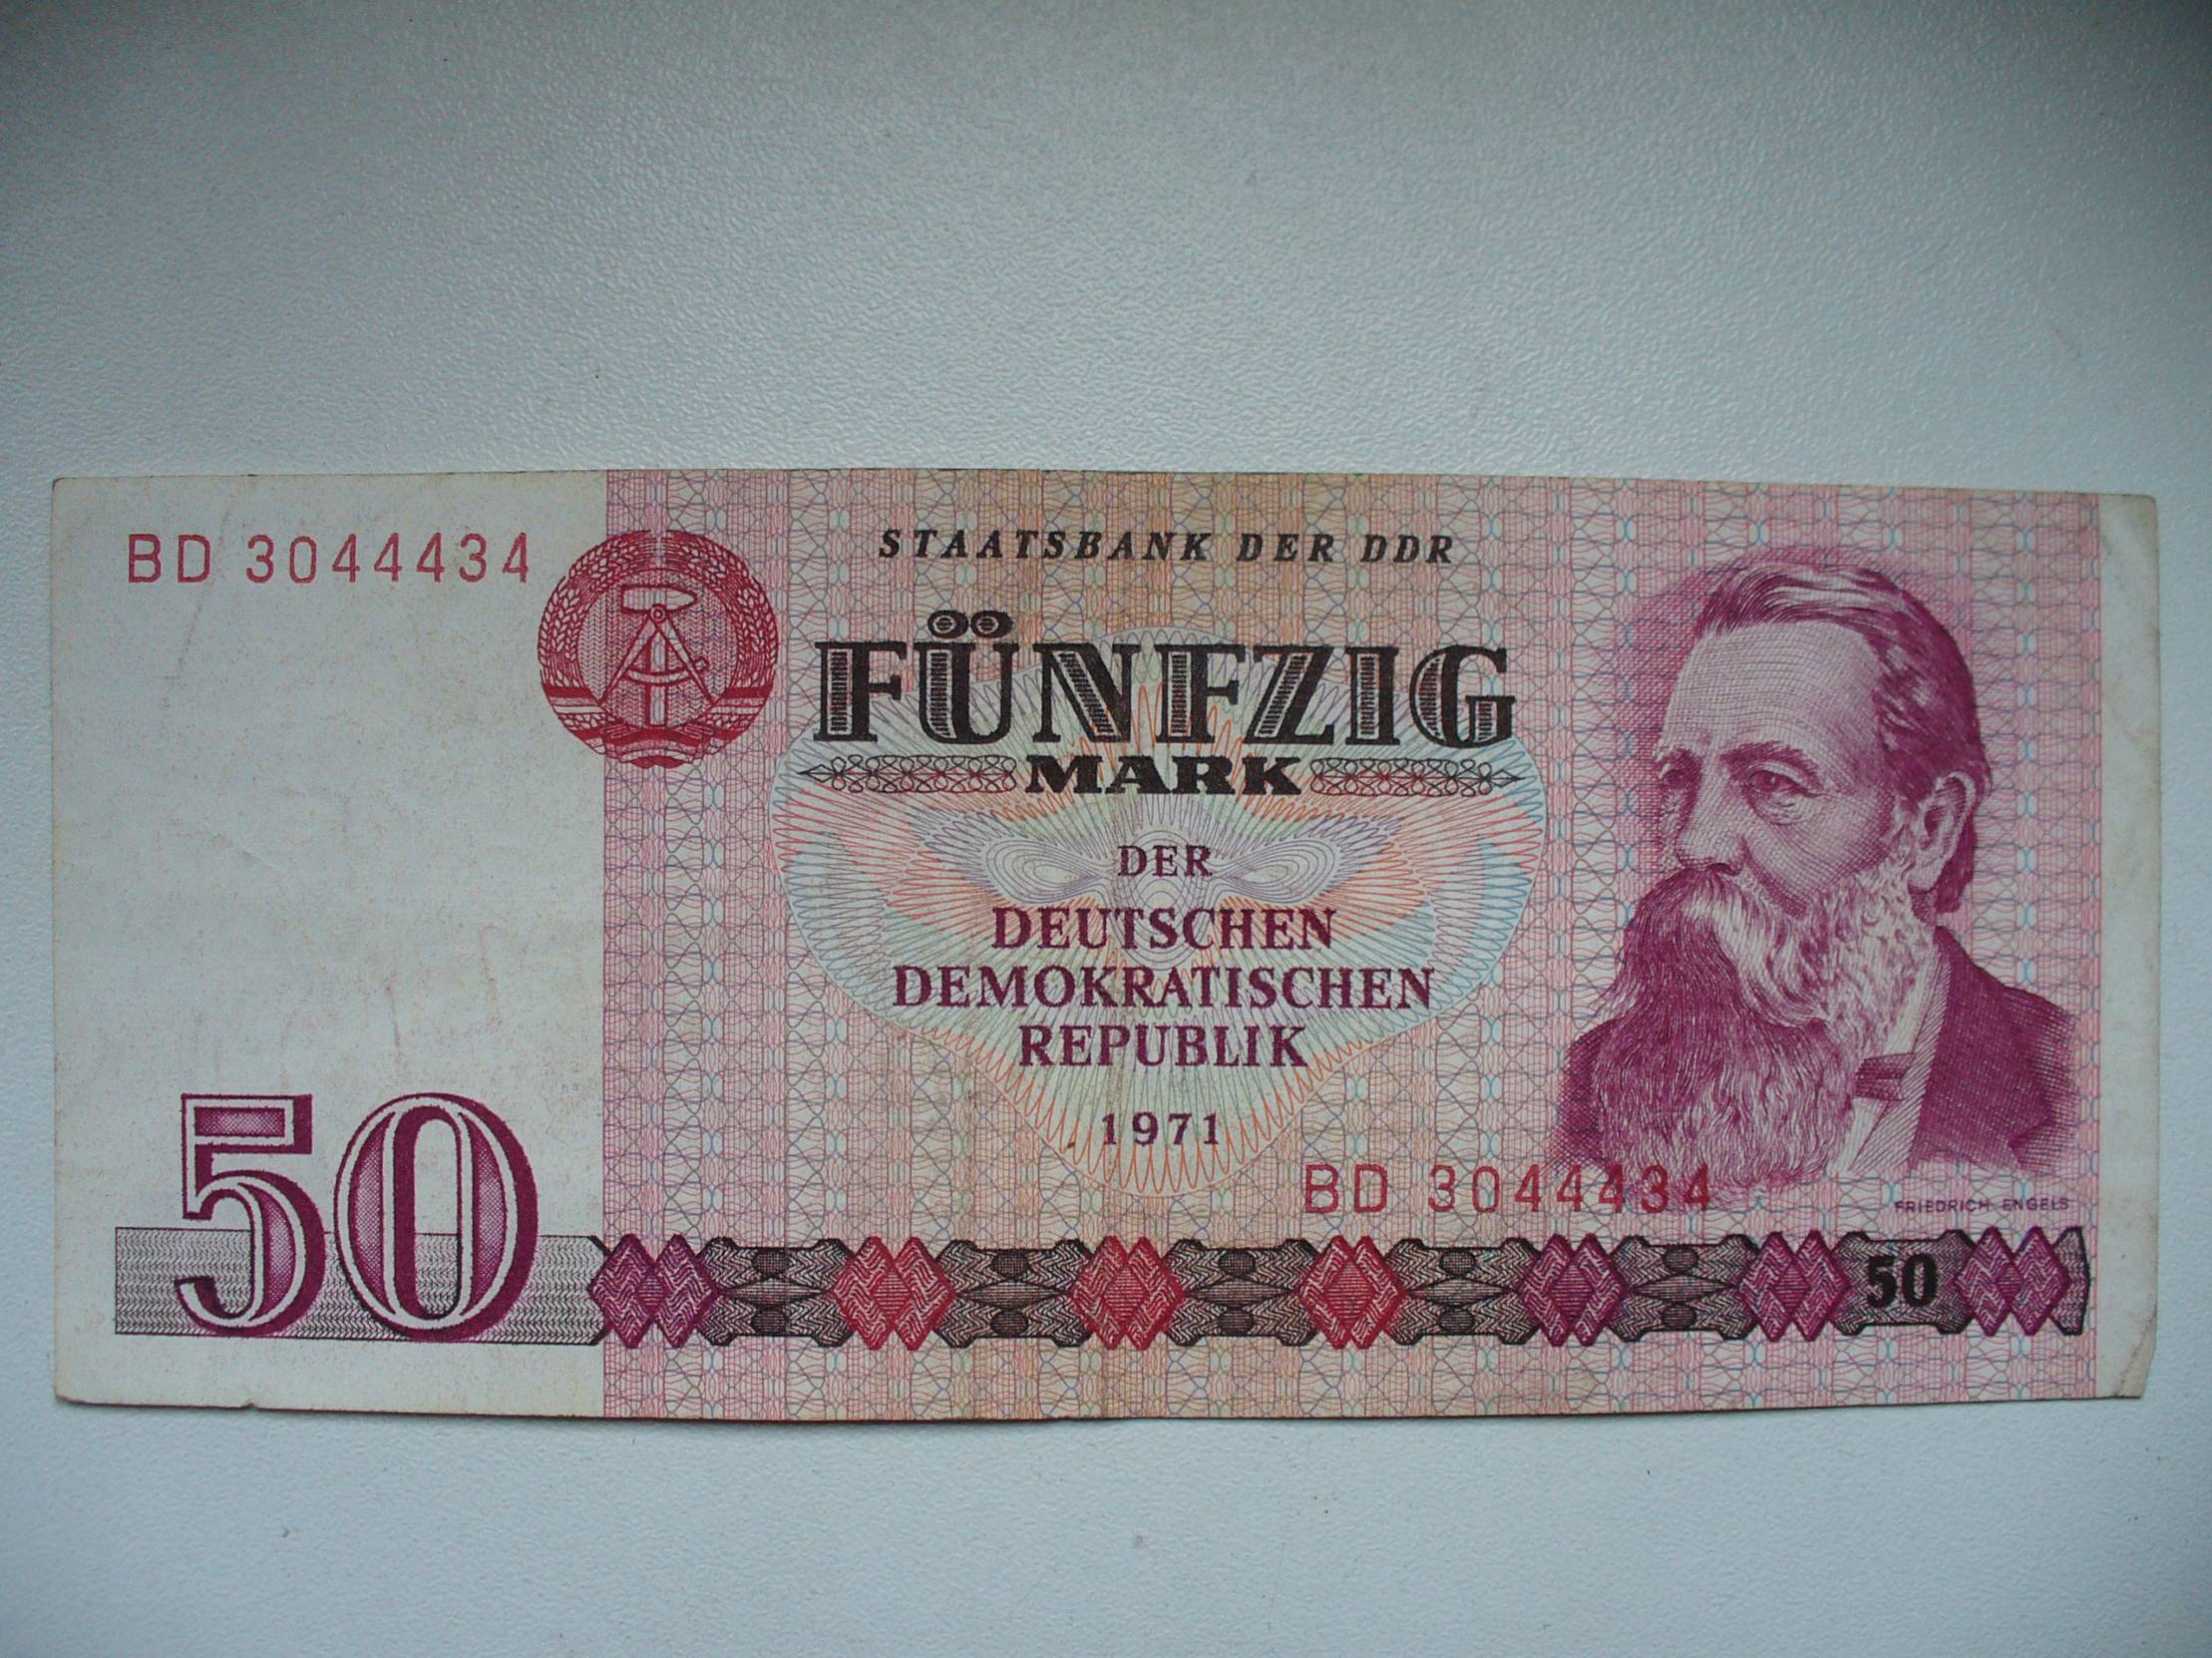 BD 3044434
STAATSBANK DER DDR
FÜNFZIG
MARK
DER
DEUTSCHEN
DEMOKRATISCHEN
REPUBLIK
1971
BD 3044434
FRIEDRICH ENGELS
50
50